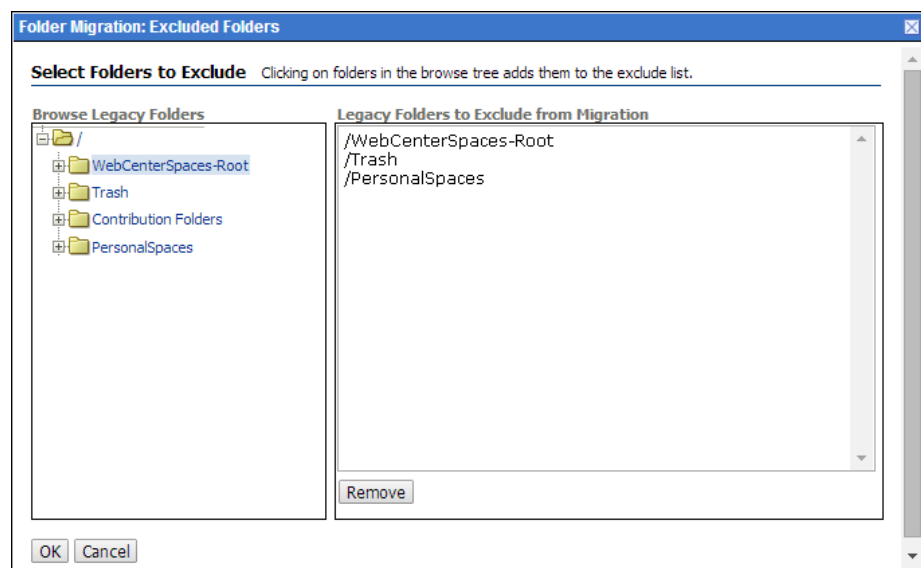 Folder Migration: Excluded Folders
Select Folders to Exclude Clicking on folders in the browse tree adds them to the exclude list.
Browse Legacy Folders
/
WebCenterSpaces-Root
Trash
Contribution Folders
PersonalSpaces
Legacy Folders to Exclude from Migration
/WebCenterSpaces-Root
/Trash
/PersonalSpaces
Remove
OK Cancel